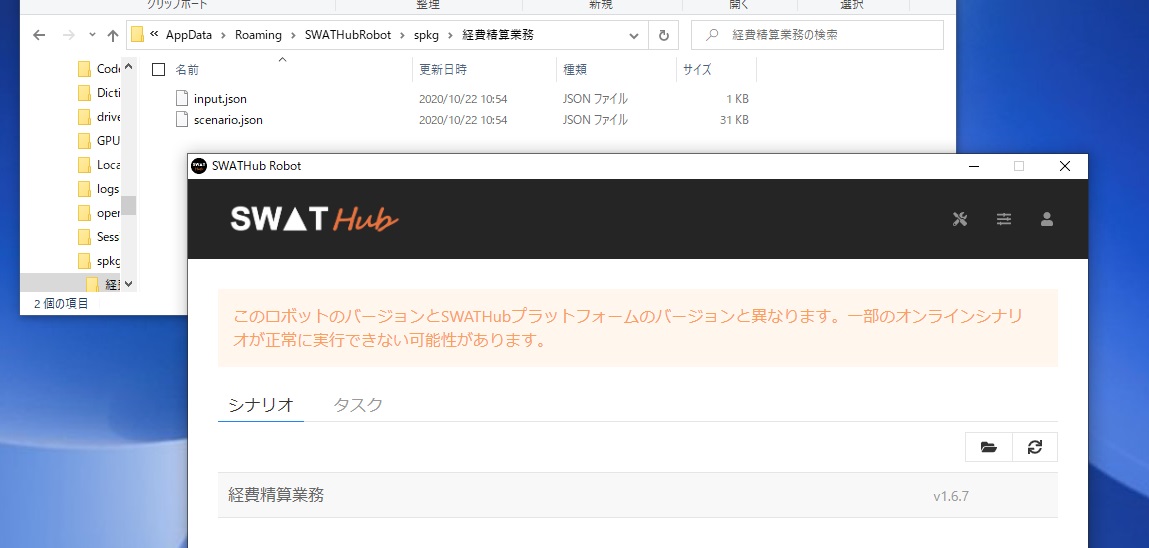 クリップボード 整理 新規 開く 選択
« AppData › Roaming › SWATHubRobot › spkg › 経費精算業務 経費精算業務の検索
名前 更新日時 種類 サイズ
input.json 2020/10/22 10:54 JSON ファイル 1 KB
scenario.json 2020/10/22 10:54 JSON ファイル 31 KB
Code
Dicti
drive
GPU
Loca
logs
oper
Sess
spkg
2 個の項目
SWATHub Robot
SWAT Hub
このロボットのバージョンとSWATHubプラットフォームのバージョンと異なります。一部のオンラインシナリ
オが正常に実行できない可能性があります。
シナリオ タスク
経費精算業務 v1.6.7